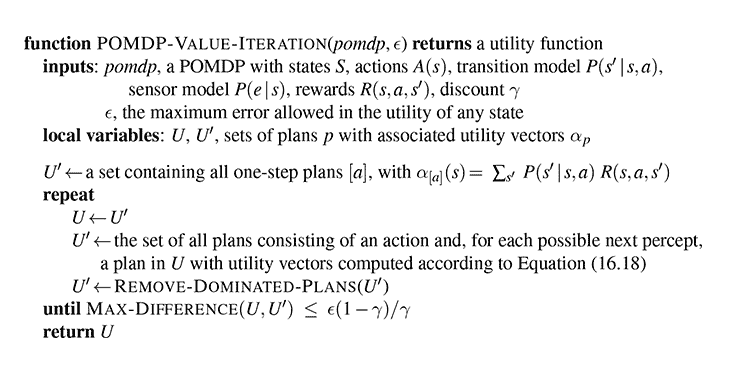 function POMDP-VALUE-ITERATION(pomdp, ϵ) returns a utility function
inputs: pomdp, a POMDP with states S, actions A(s), transition model P(s′ | s, a),
sensor model P(e | s), rewards R(s, a, s′), discount γ
ϵ, the maximum error allowed in the utility of any state
local variables: U, U′, sets of plans p with associated utility vectors αp
U′ ← a set containing all one-step plans [a], with α[a](s) = ∑s′ P(s′ | s, a) R(s, a, s′)
repeat
U ← U′
U′ ← the set of all plans consisting of an action and, for each possible next percept,
a plan in U with utility vectors computed according to Equation (16.18)
U′ ← REMOVE-DOMINATED-PLANS(U′)
until MAX-DIFFERENCE(U, U′) ≤ ϵ(1 − γ)/γ
return U